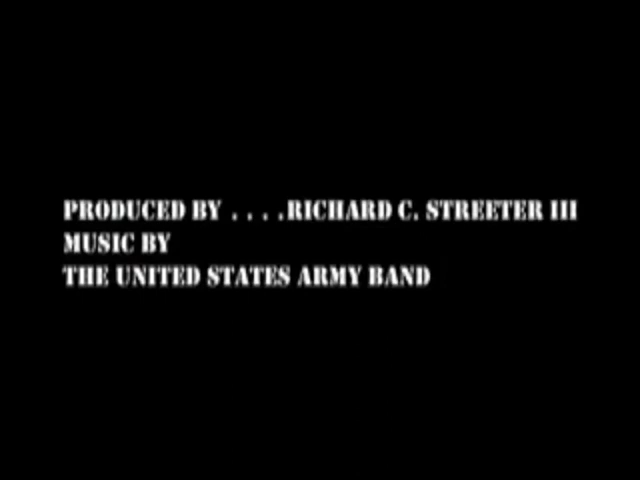 PRODUCED BY . . . .RICHARD C. STREETER III
MUSIC BY
THE UNITED STATES ARMY BAND